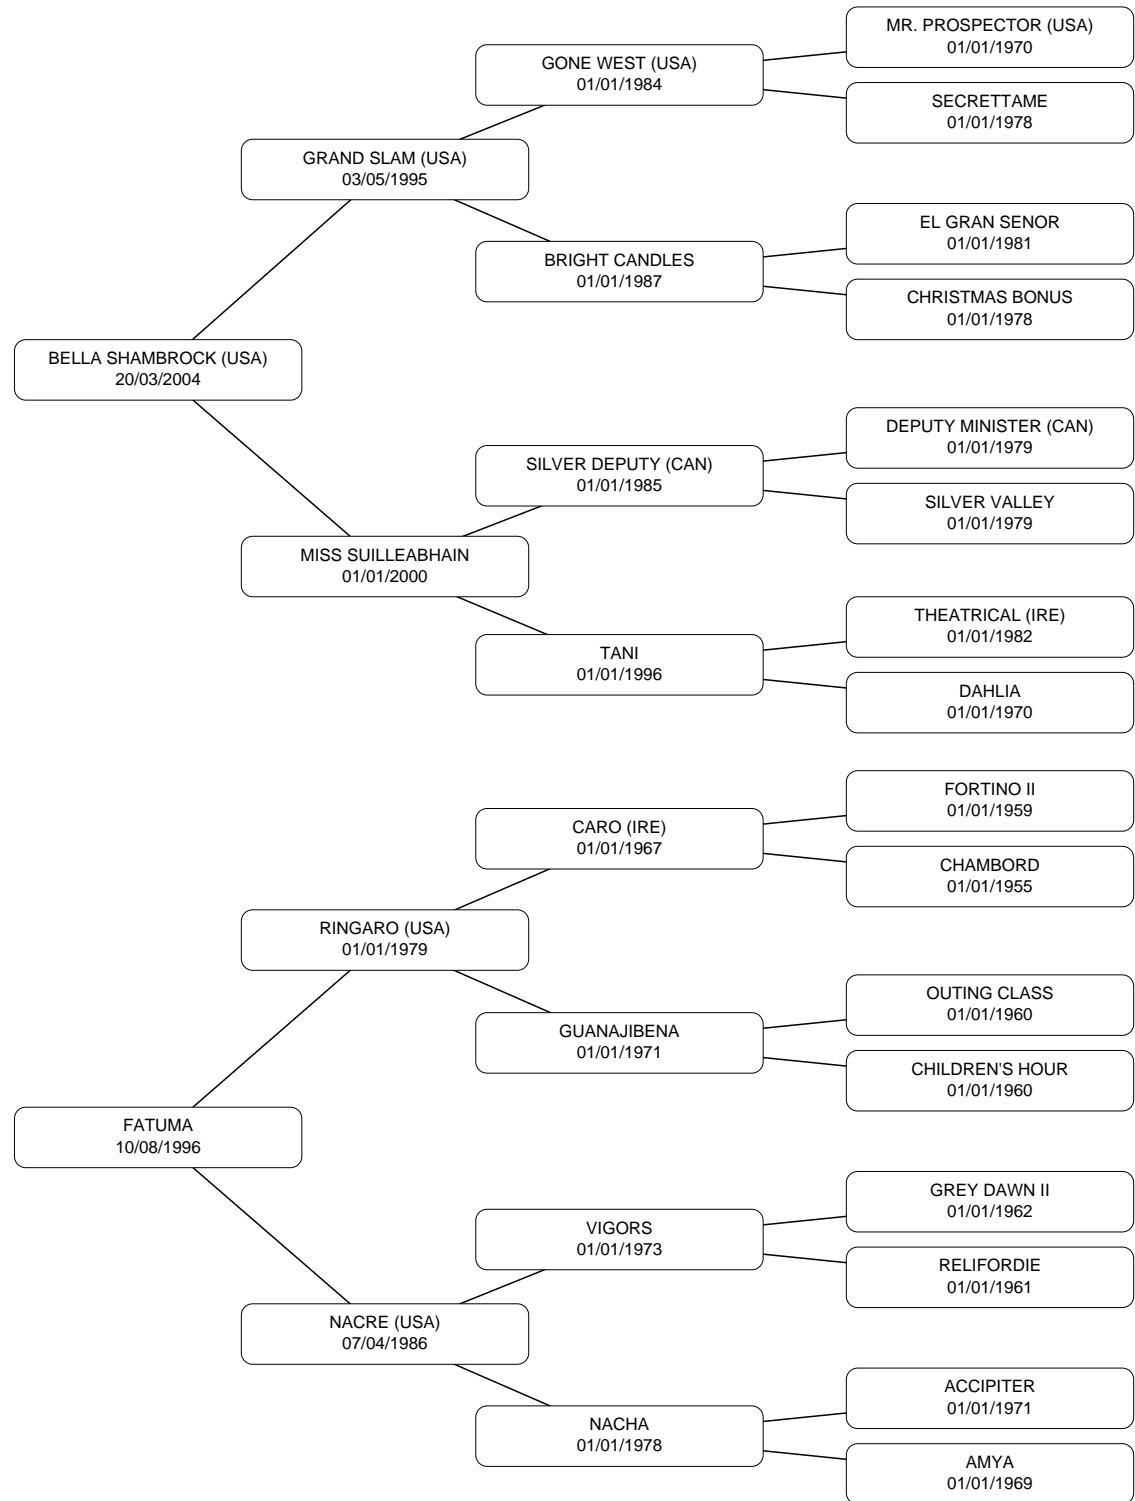 MR. PROSPECTOR (USA)
01/01/1970
GONE WEST (USA)
01/01/1984
SECRETTAME
01/01/1978
GRAND SLAM (USA)
03/05/1995
EL GRAN SENOR
01/01/1981
BRIGHT CANDLES
01/01/1987
CHRISTMAS BONUS
01/01/1978
BELLA SHAMBROCK (USA)
20/03/2004
DEPUTY MINISTER (CAN)
01/01/1979
SILVER DEPUTY (CAN)
01/01/1985
SILVER VALLEY
01/01/1979
MISS SUILLEABHAIN
01/01/2000
THEATRICAL (IRE)
01/01/1982
TANI
01/01/1996
DAHLIA
01/01/1970
FORTINO II
01/01/1959
CARO (IRE)
01/01/1967
CHAMBORD
01/01/1955
RINGARO (USA)
01/01/1979
OUTING CLASS
01/01/1960
GUANAJIBENA
01/01/1971
CHILDREN'S HOUR
01/01/1960
FATUMA
10/08/1996
GREY DAWN II
01/01/1962
VIGORS
01/01/1973
RELIFORDIE
01/01/1961
NACRE (USA)
07/04/1986
ACCIPITER
01/01/1971
NACHA
01/01/1978
AMYA
01/01/1969